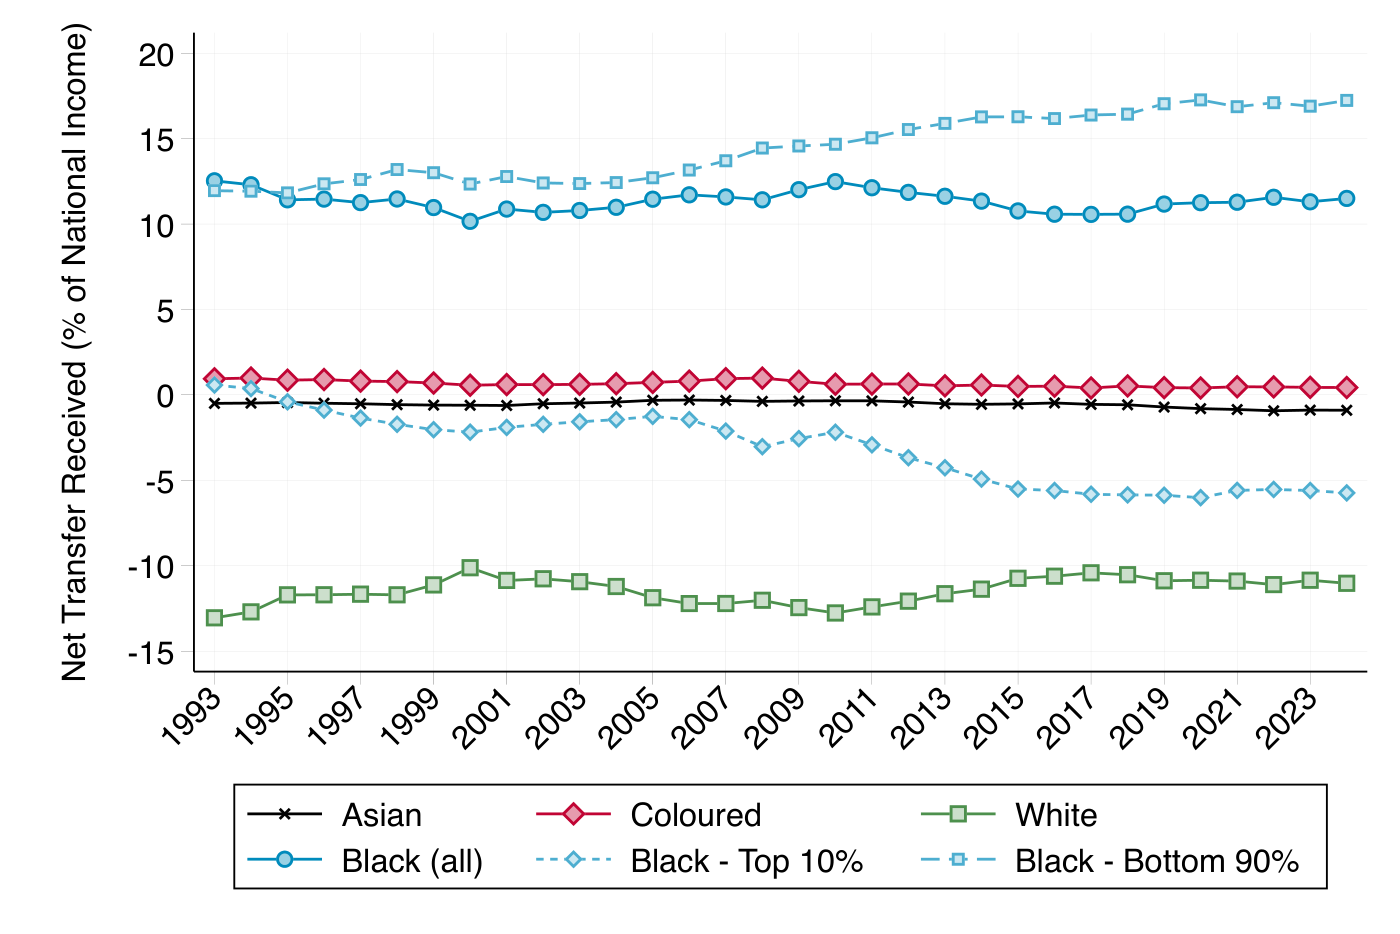 Net Transfer Received (% of National Income)
20
15
10
5
0
-5
-10
-15
1993 1995 1997 1999 2001 2003 2005 2007 2009 2011 2013 2015 2017 2019 2021 2023
Asian Coloured White
Black (all) Black - Top 10% Black - Bottom 90%